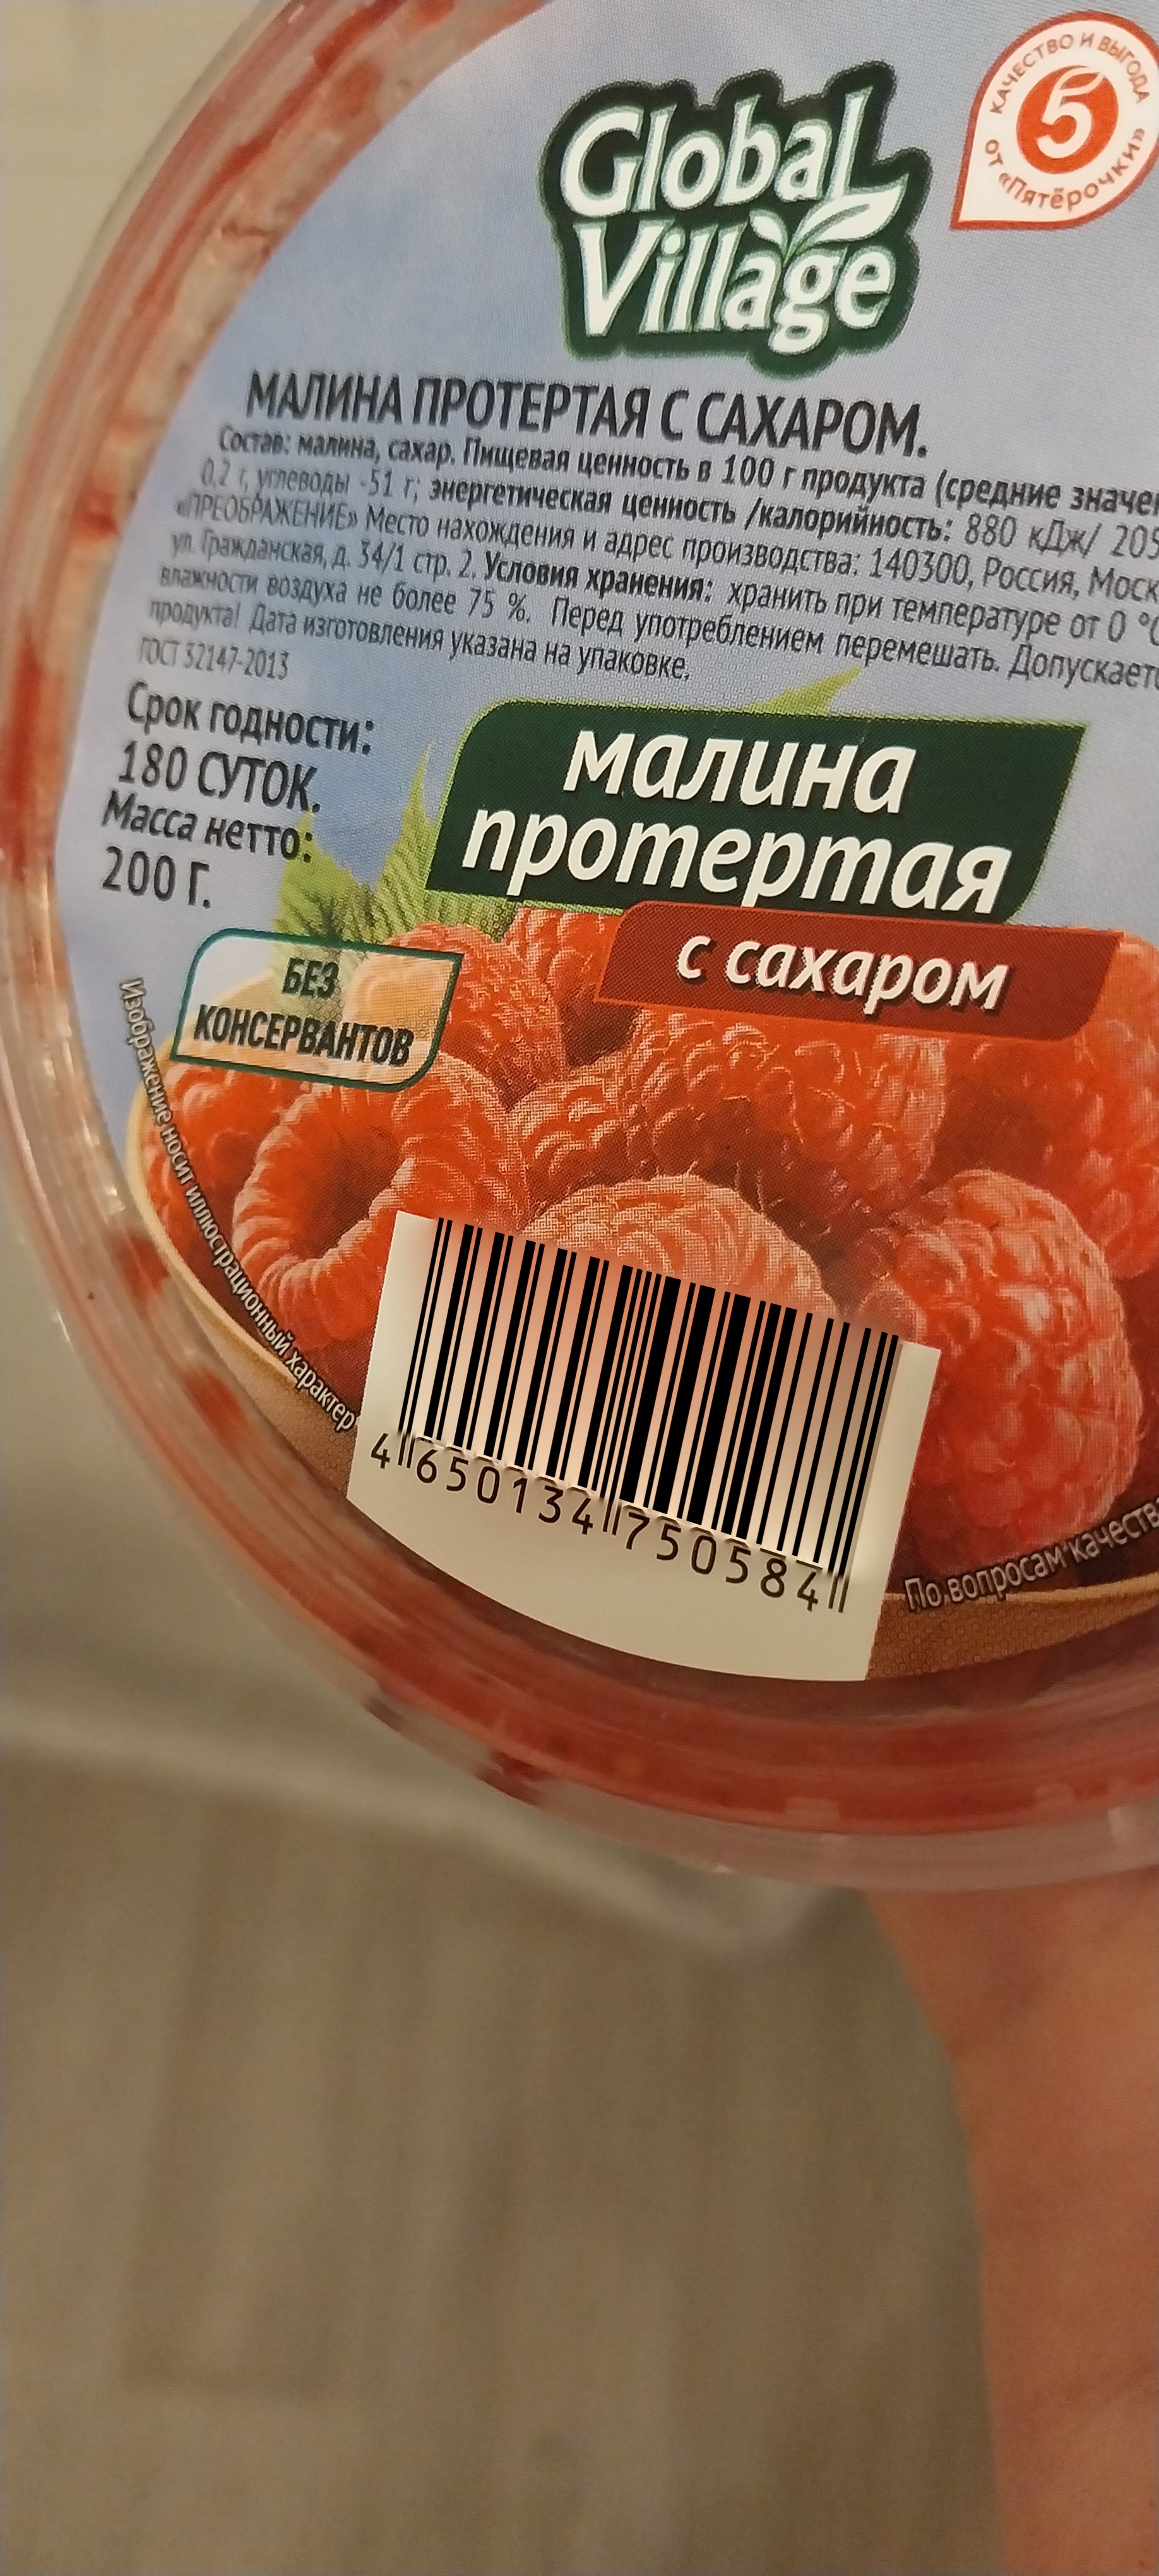 КАЧЕСТВО И ВЫГОДА
5
ОТ «Пятёрочки»
Global
Village
МАЛИНА ПРОТЕРТАЯ С САХАРОМ.
Состав: малина, сахар. Пищевая ценность в 100 г продукта (средние
0,2 г, углеводы -51 г; энергетическая ценность /калорийность: 880 кДж/ 205
«ПРЕОБРАЖЕНИЕ» Место нахождения и адрес производства: 140300, Россия,
ул. Гражданская, д. 34/1 стр. 2. Условия хранения: хранить при температуре от 0
влажности воздуха не более 75 %. Перед употреблением перемешать.
продукта! Дата изготовления указана на упаковке.
ГОСТ 32147-2013
Срок годности:
180 СУТОК.
Масса нетто:
200 Г.
малина
протертая
с сахаром
БЕЗ
КОНСЕРВАНТОВ
Изображение носит иллюстрационный характер
4 650134 750584
По вопросам качества